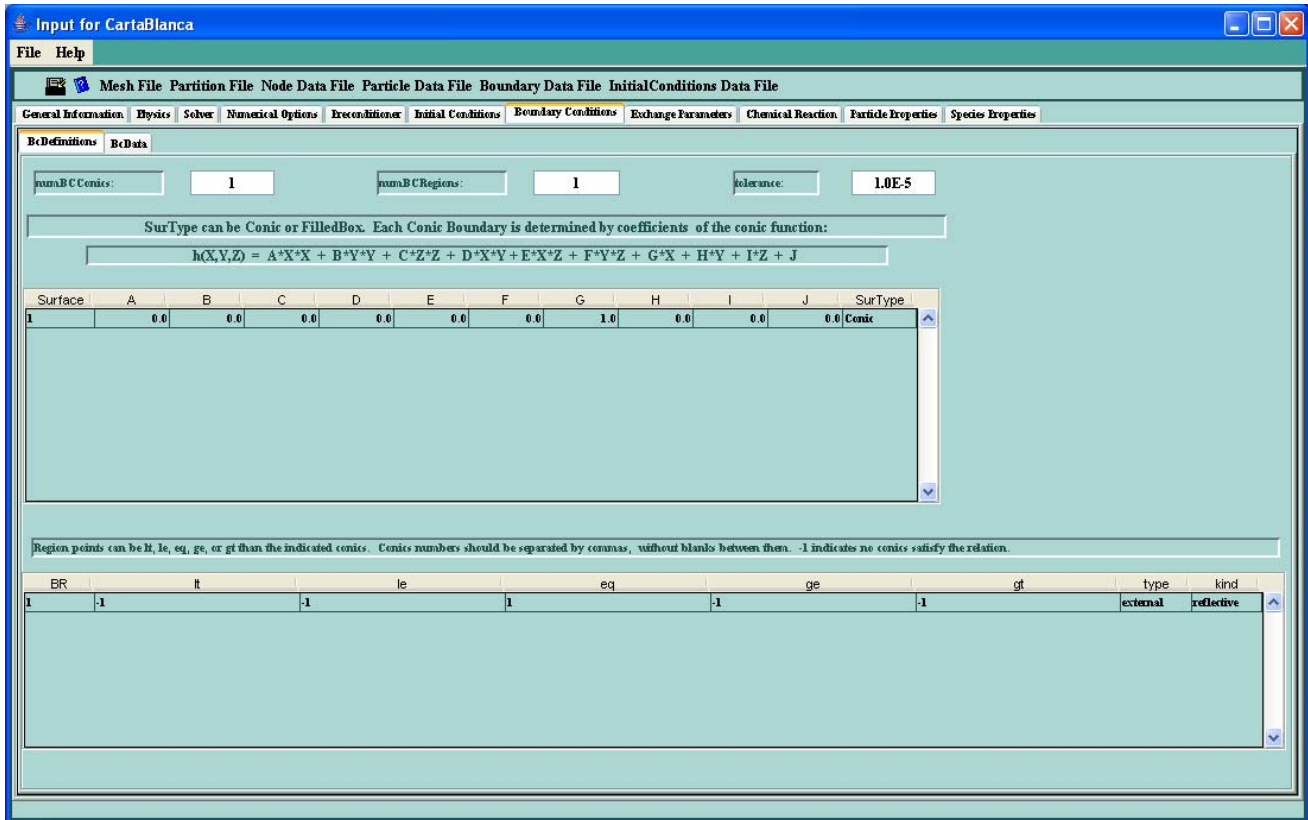 Input for CartaBlanca
File Help
Mesh File Partition File Node Data File Particle Data File Boundary Data File InitialConditions Data File
General Information Physics Solver Numerical Options Preconditioner Initial Conditions Boundary Conditions Exchange Parameters Chemical Reaction Particle Properties Species Properties
BcDefinitions BcData
numBCConics: 1 numBCRegions: 1 tolerance: 1.0E-5
SurType can be Conic or FilledBox. Each Conic Boundary is determined by coefficients of the conic function:
h(X,Y,Z) = A*X*X + B*Y*Y + C*Z*Z + D*X*Y+E*X*Z + F*Y*Z + G*X + H*Y + I*Z + J
Surface A B C D E F G H I J SurType
1 0.0 0.0 0.0 0.0 0.0 0.0 1.0 0.0 0.0 0.0 Conic
Region points can be lt, le, eq, ge, or gt than the indicated conics. Conics numbers should be separated by commas, without blanks between them. -1 indicates no conics satisfy the relation.
BR lt le eq ge gt type kind
1 -1 -1 1 -1 -1 external reflective